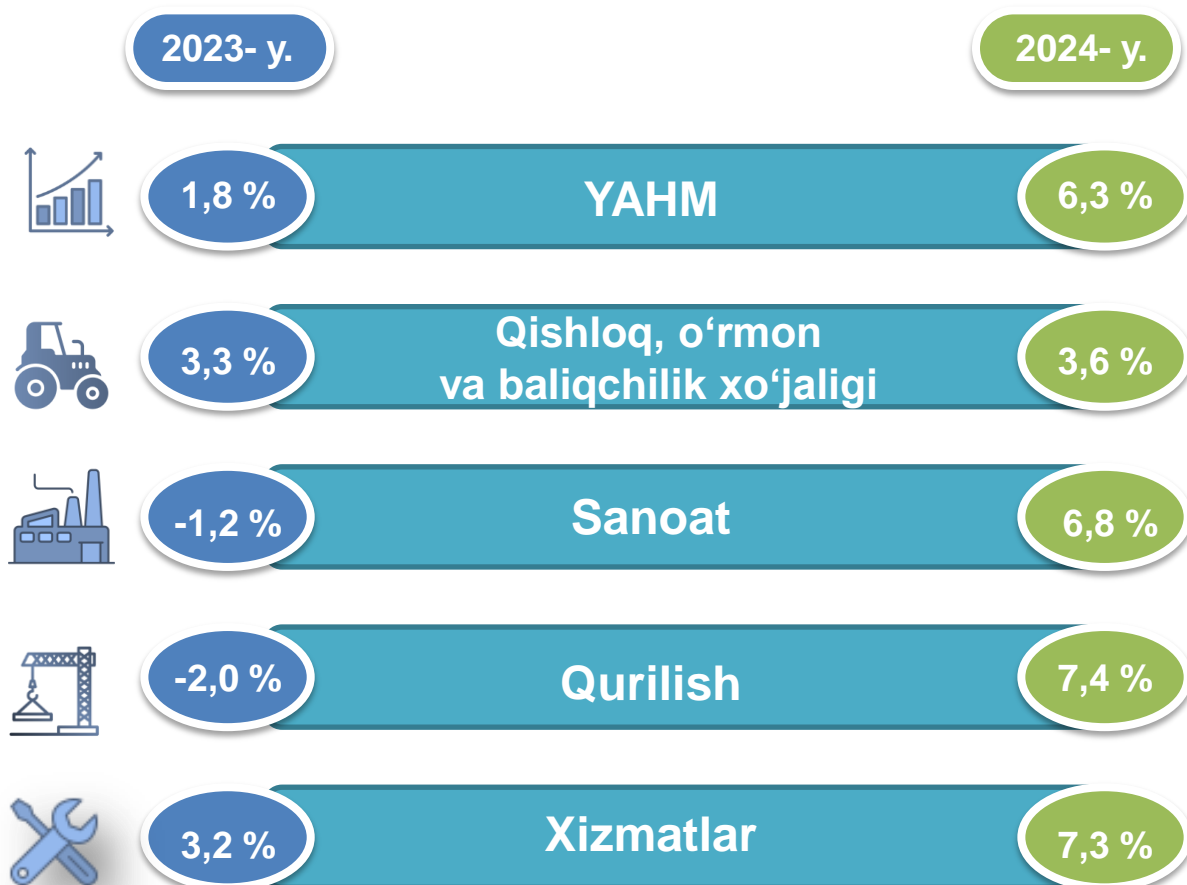 2023- y.
2024- y.
1,8 %
YAHM
6,3 %
3,3 %
Qishloq, o‘rmon
va baliqchilik xo‘jaligi
3,6 %
-1,2 %
Sanoat
6,8 %
-2,0 %
Qurilish
7,4 %
3,2 %
Xizmatlar
7,3 %